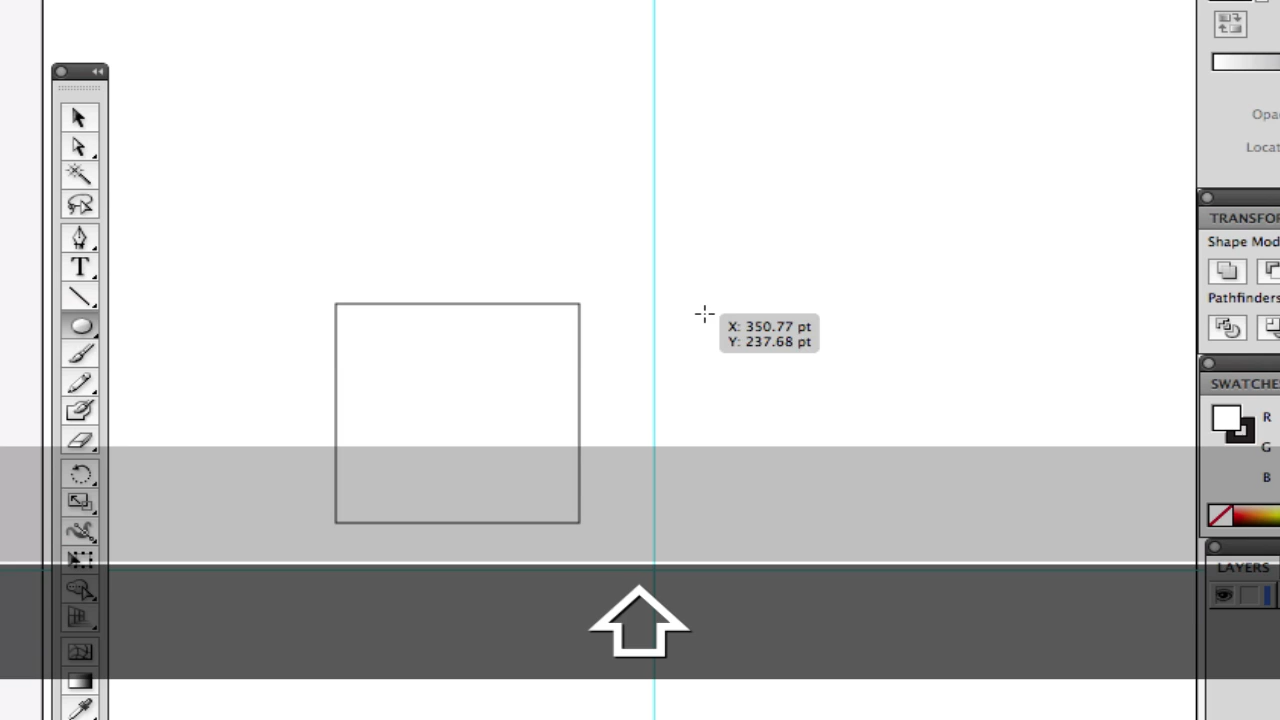 Opa
Locat
TRANSFOR
Shape Mod
Pathfinders
X: 350.77 pt
Y: 237.68 pt
SWATCHE
R
G
B
LAYERS
T